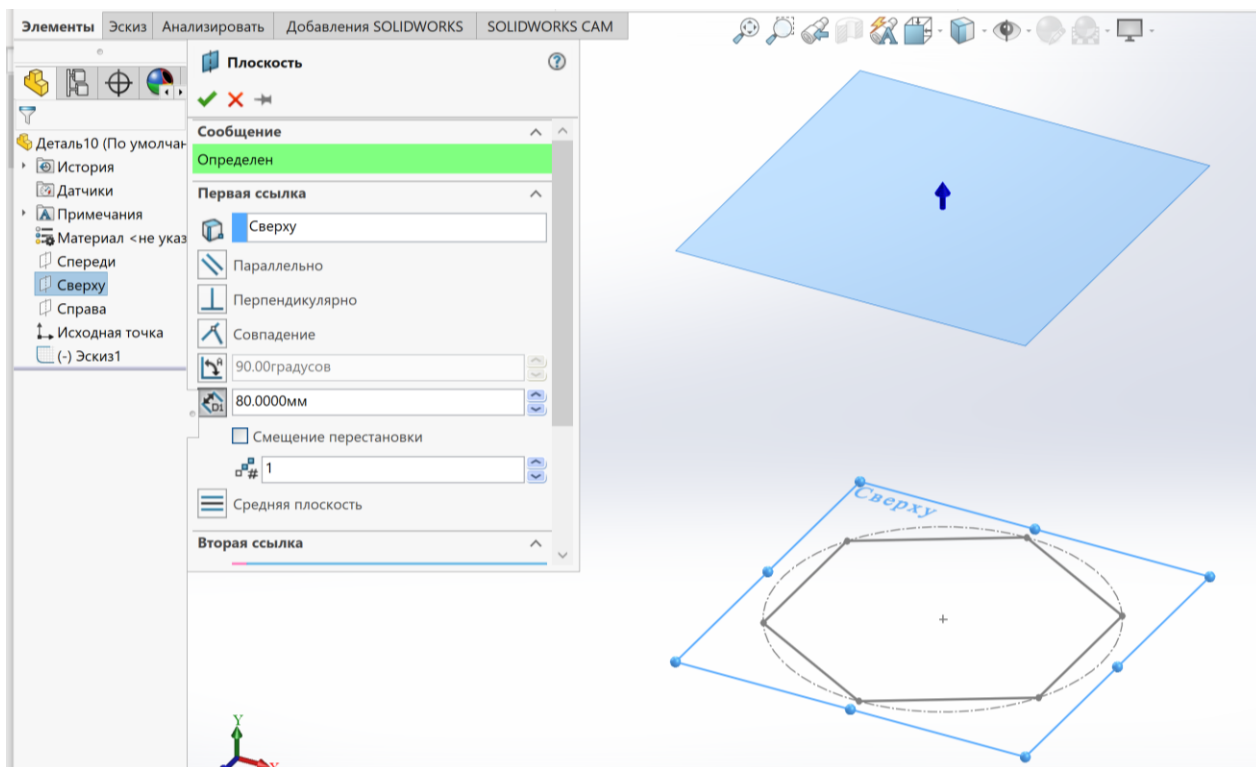 Элементы Эскиз Анализировать Добавления SOLIDWORKS SOLIDWORKS CAM
Плоскость
Сообщение
Определен
Первая ссылка
Сверху
Параллельно
Перпендикулярно
Совпадение
90.00градусов
80.0000мм
Смещение перестановки
1
Средняя плоскость
Вторая ссылка
Деталь10 (По умолчан
История
Датчики
Примечания
Материал <не указ
Спереди
Сверху
Справа
Исходная точка
(-) Эскиз1
Сверху
Y
X